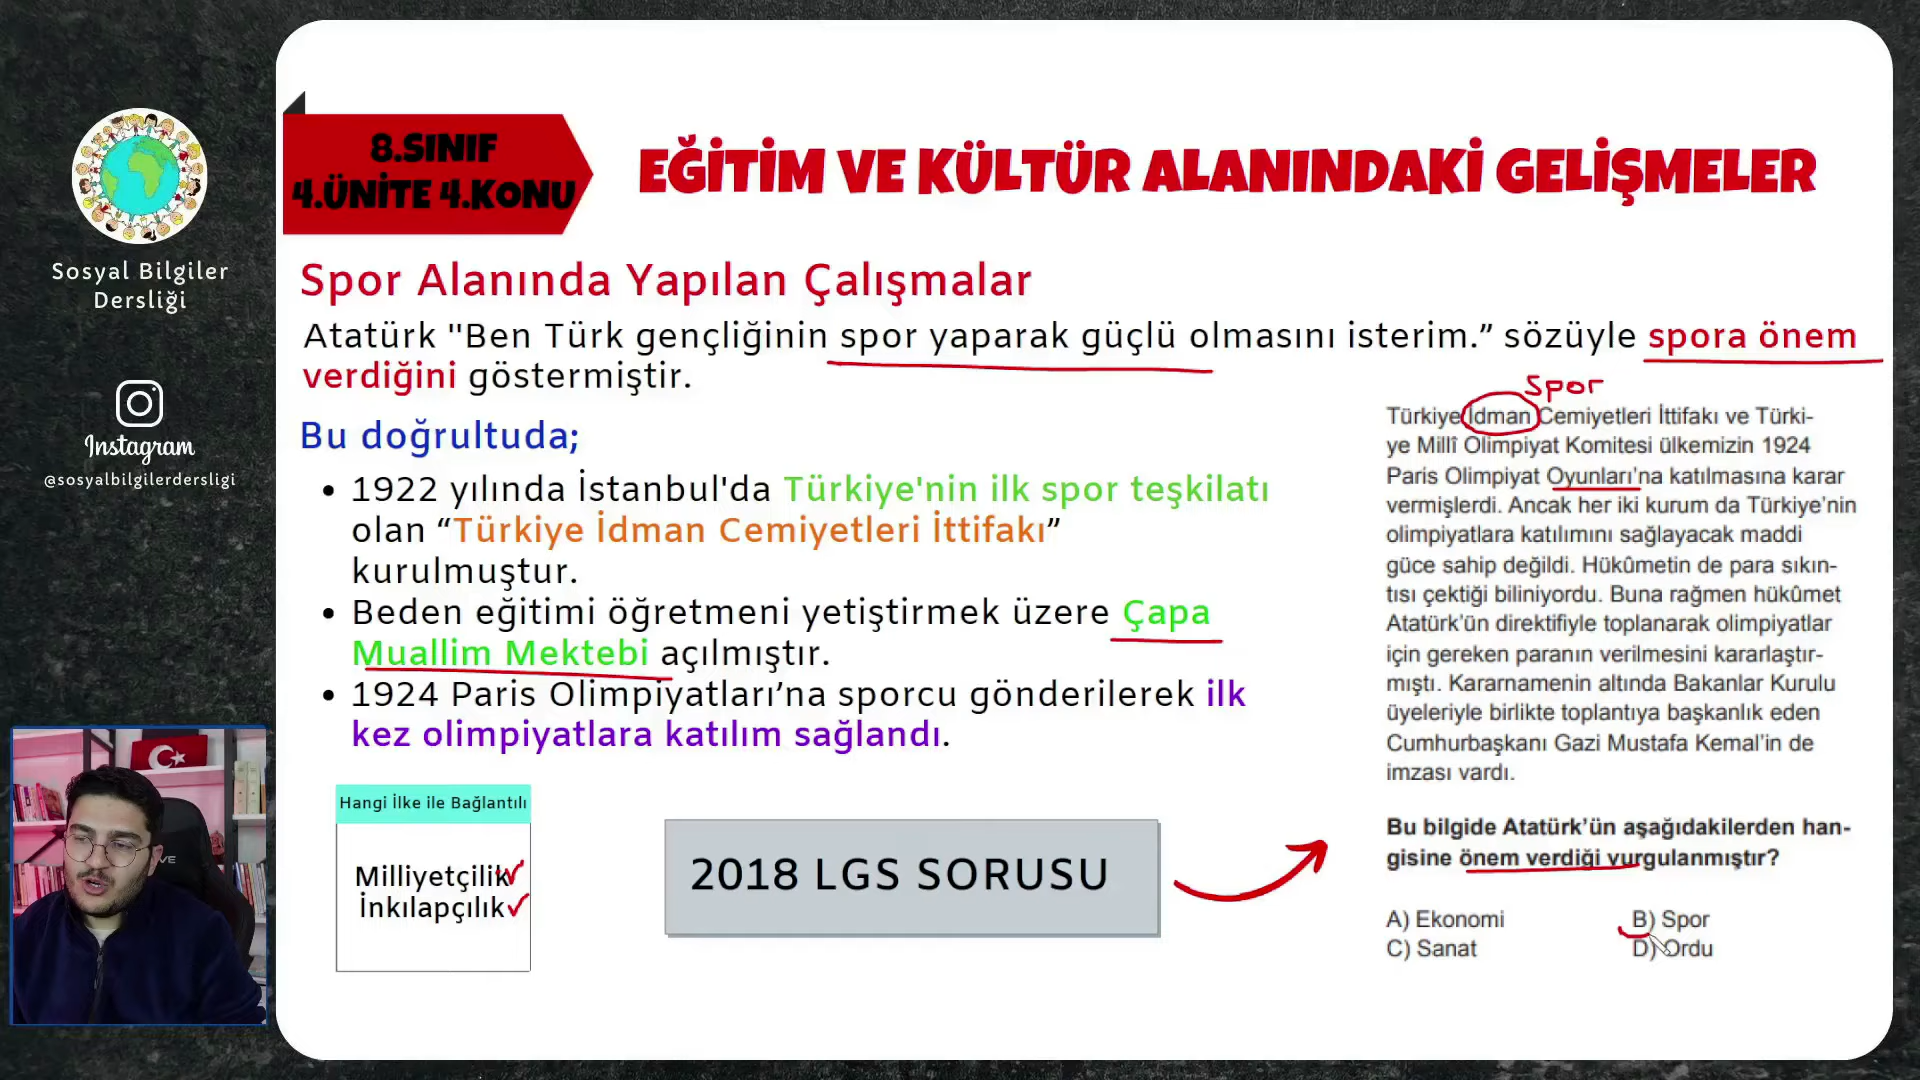 8.SINIF
4.ÜNİTE 4.KONU
EĞİTİM VE KÜLTÜR ALANINDAKİ GELİŞMELER
Sosyal Bilgiler
Dersliği
Instagram
@sosyalbilgilerdersligi
Spor Alanında Yapılan Çalışmalar
Atatürk "Ben Türk gençliğinin spor yaparak güçlü olmasını isterim.” sözüyle spora önem
verdiğini göstermiştir.
Bu doğrultuda;
• 1922 yılında İstanbul'da Türkiye'nin ilk spor teşkilatı
olan “Türkiye İdman Cemiyetleri İttifakı”
kurulmuştur.
• Beden eğitimi öğretmeni yetiştirmek üzere Çapa
Muallim Mektebi açılmıştır.
• 1924 Paris Olimpiyatları’na sporcu gönderilerek ilk
kez olimpiyatlara katılım sağlandı.
Hangi İlke ile Bağlantılı
Milliyetçilik
İnkılapçılık
2018 LGS SORUSU
Spor
Türkiye İdman Cemiyetleri İttifakı ve Türki-
ye Millî Olimpiyat Komitesi ülkemizin 1924
Paris Olimpiyat Oyunları’na katılmasına karar
vermişlerdi. Ancak her iki kurum da Türkiye’nin
olimpiyatlara katılımını sağlayacak maddi
güce sahip değildi. Hükûmetin de para sıkın-
tısı çektiği biliniyordu. Buna rağmen hükûmet
Atatürk’ün direktifiyle toplanarak olimpiyatlar
için gereken paranın verilmesini kararlaştır-
mıştı. Kararnamenin altında Bakanlar Kurulu
üyeleriyle birlikte toplantıya başkanlık eden
Cumhurbaşkanı Gazi Mustafa Kemal’in de
imzası vardı.
Bu bilgide Atatürk’ün aşağıdakilerden han-
gisine önem verdiği vurgulanmıştır?
A) Ekonomi B) Spor
C) Sanat D) Ordu